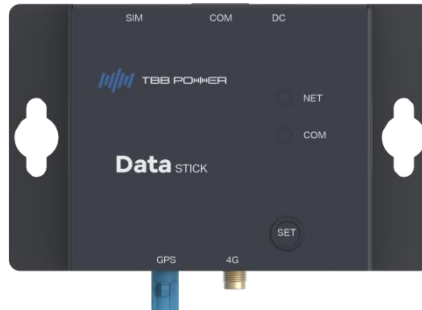 SIM COM DC
TBB POWER
NET
COM
Data STICK
SET
GPS 4G